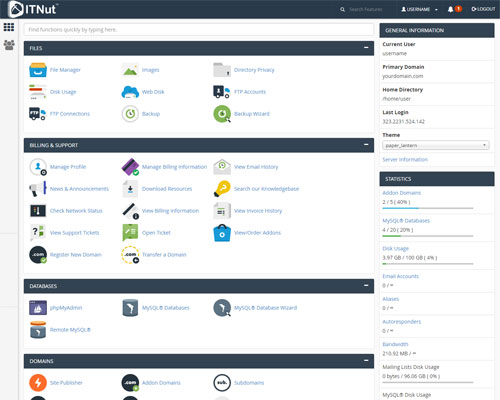 ITNut
Search Features
USERNAME
1
LOGOUT
Find functions quickly by typing here.
FILES
File Manager
Images
Directory Privacy
Disk Usage
Web Disk
FTP Accounts
FTP Connections
Backup
Backup Wizard
BILLING & SUPPORT
Manage Profile
Manage Billing Information
View Email History
News & Announcements
Download Resources
Search our Knowledgebase
Check Network Status
View Billing Information
View Invoice History
View Support Tickets
Open Ticket
View/Order Addons
Register New Domain
Transfer a Domain
DATABASES
phpMyAdmin
MySQL® Databases
MySQL® Database Wizard
Remote MySQL®
DOMAINS
Site Publisher
Addon Domains
Subdomains
GENERAL INFORMATION
Current User
username
Primary Domain
yourdomain.com
Home Directory
/home/user
Last Login
323.2231.524.142
Theme
paper_lantern
Server Information
STATISTICS
Addon Domains
2 / 5 ( 40% )
MySQL® Databases
4 / 20 ( 20% )
Disk Usage
3.97 GB / 100 GB ( 4% )
Email Accounts
0 / ∞
Aliases
0 / ∞
Autoresponders
0 / ∞
Bandwidth
210.92 MB / ∞
Mailing Lists Disk Usage
0 bytes / 96.06 GB ( 0% )
MySQL® Disk Usage